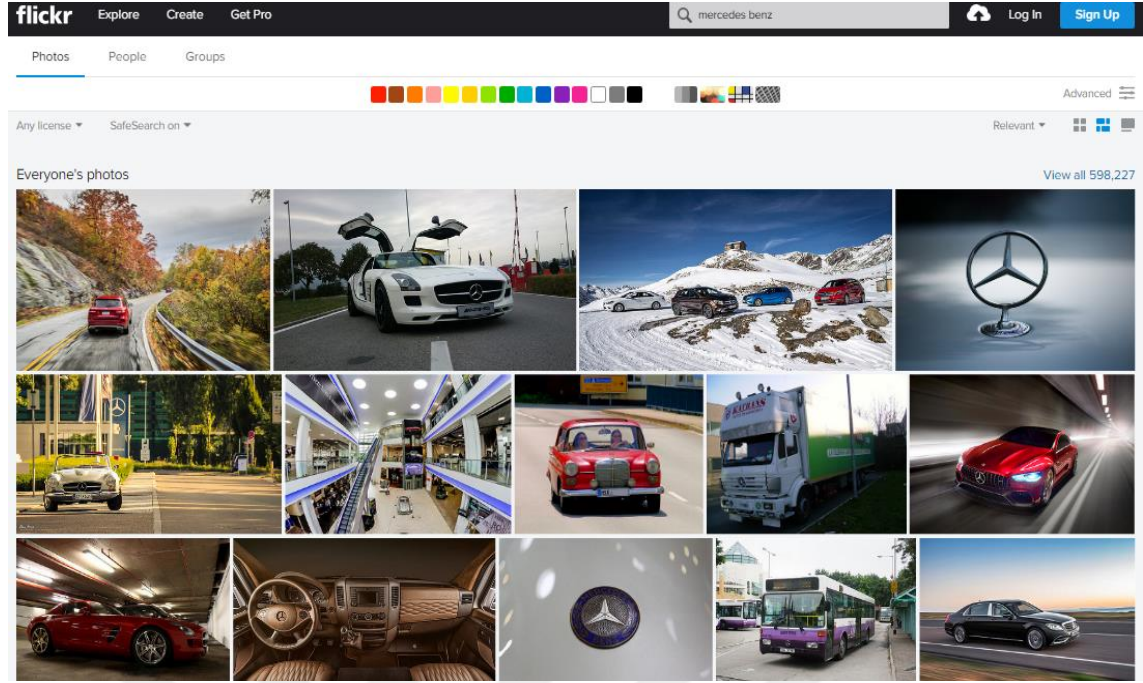 flickr Explore Create Get Pro mercedes benz Log In Sign Up
Photos People Groups
Advanced
Any license SafeSearch on Relevant
Everyone's photos View all 598,227